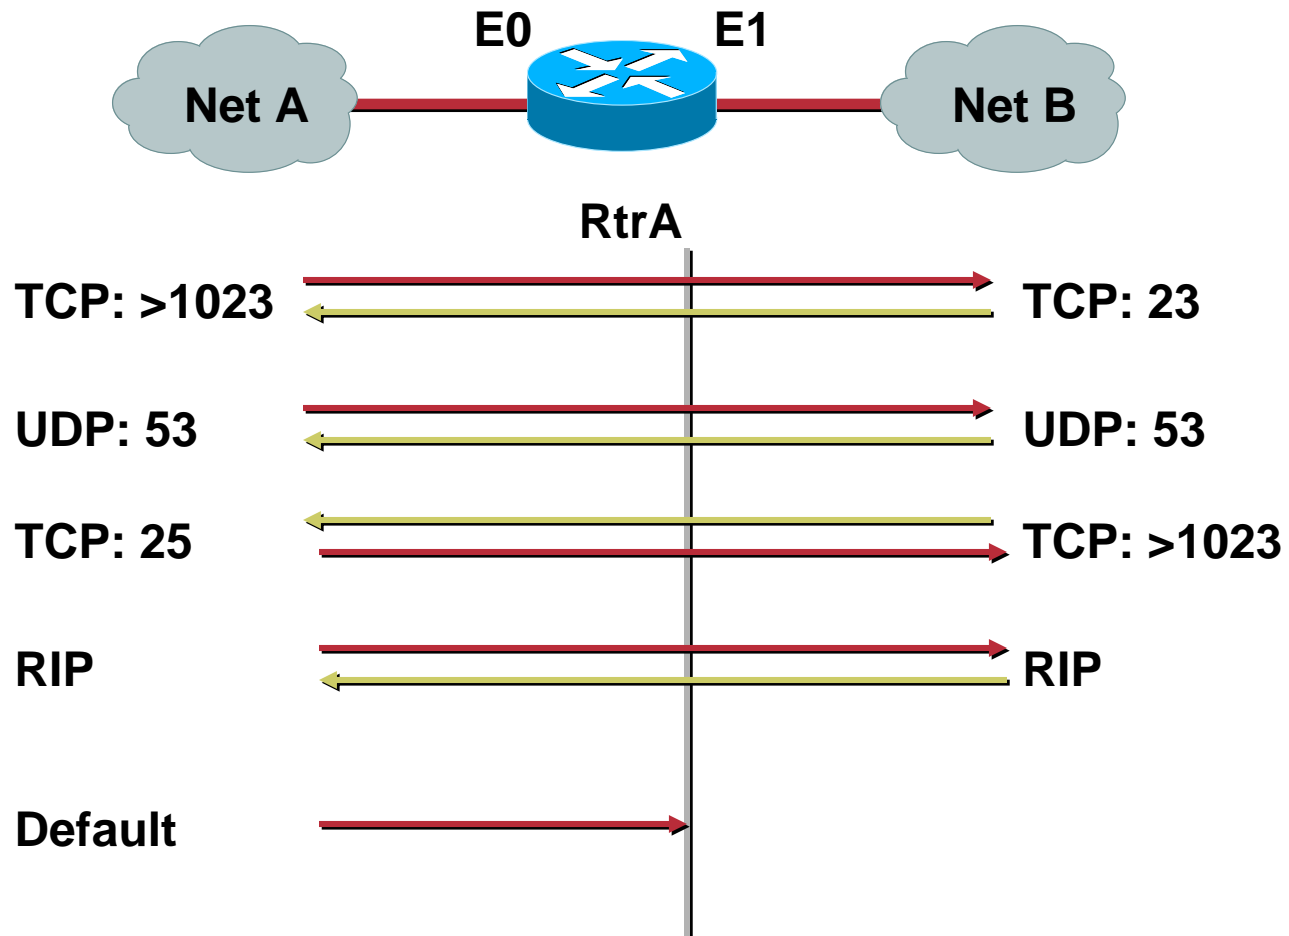 E0
E1
Net A
Net B
RtrA
TCP: >1023
TCP: 23
UDP: 53
UDP: 53
TCP: 25
TCP: >1023
RIP
RIP
Default